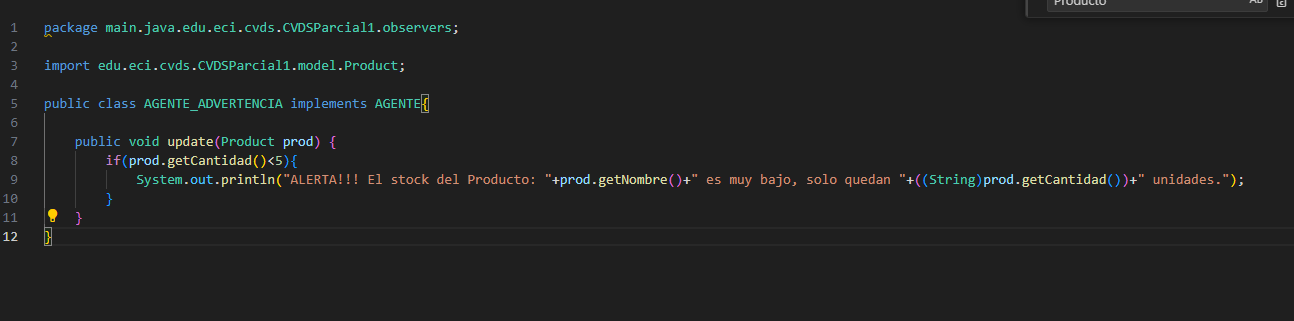 Producto
1 package main.java.edu.eci.cvds.CVDSParcial1.observers;
2
3 import edu.eci.cvds.CVDSParcial1.model.Product;
4
5 public class AGENTE_ADVERTENCIA implements AGENTE{
6
7 public void update(Product prod) {
8 if(prod.getCantidad()<5){
9 System.out.println("ALERTA!!! El stock del Producto: "+prod.getNombre()+" es muy bajo, solo quedan "+((String)prod.getCantidad())+" unidades.");
10 }
11 }
12 }